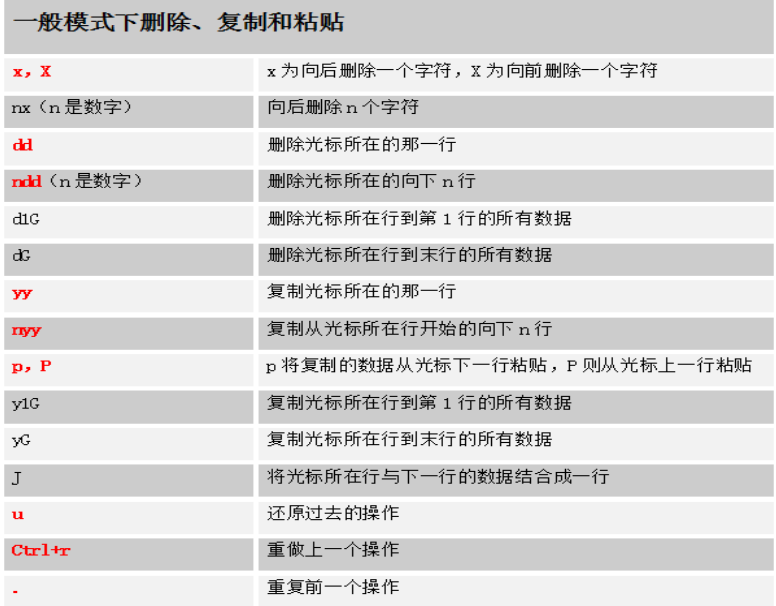 一般模式下删除、复制和粘贴
x，X x 为向后删除一个字符，X 为向前删除一个字符
nx（n 是数字） 向后删除 n 个字符
dd 删除光标所在的那一行
ndd（n 是数字） 删除光标所在的向下 n 行
d1G 删除光标所在行到第 1 行的所有数据
dG 删除光标所在行到末行的所有数据
yy 复制光标所在的那一行
nyy 复制从光标所在行开始的向下 n 行
p，P p 将复制的数据从光标下一行粘贴，P 则从光标上一行粘贴
y1G 复制光标所在行到第 1 行的所有数据
yG 复制光标所在行到末行的所有数据
J 将光标所在行与下一行的数据结合成一行
u 还原过去的操作
Ctrl+r 重做上一个操作
. 重复前一个操作